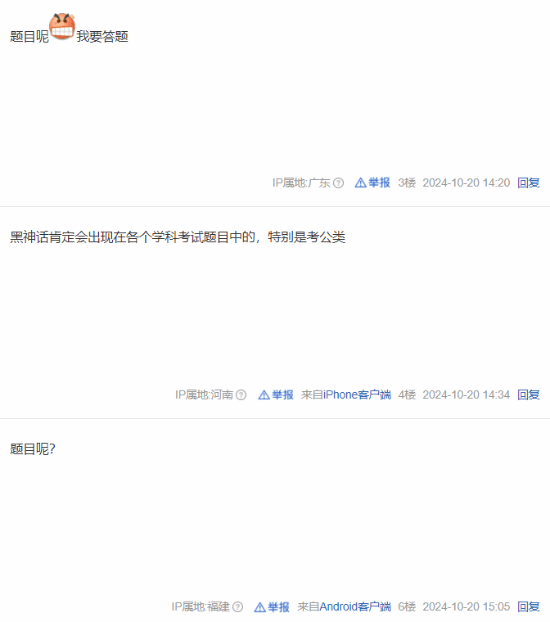 题目呢我要答题
IP属地:广东 举报 3楼 2024-10-20 14:20 回复
黑神话肯定会出现在各个学科考试题目中的，特别是考公类
IP属地:河南 举报 来自iPhone客户端 4楼 2024-10-20 14:34 回复
题目呢？
IP属地:福建 举报 来自Android客户端 6楼 2024-10-20 15:05 回复